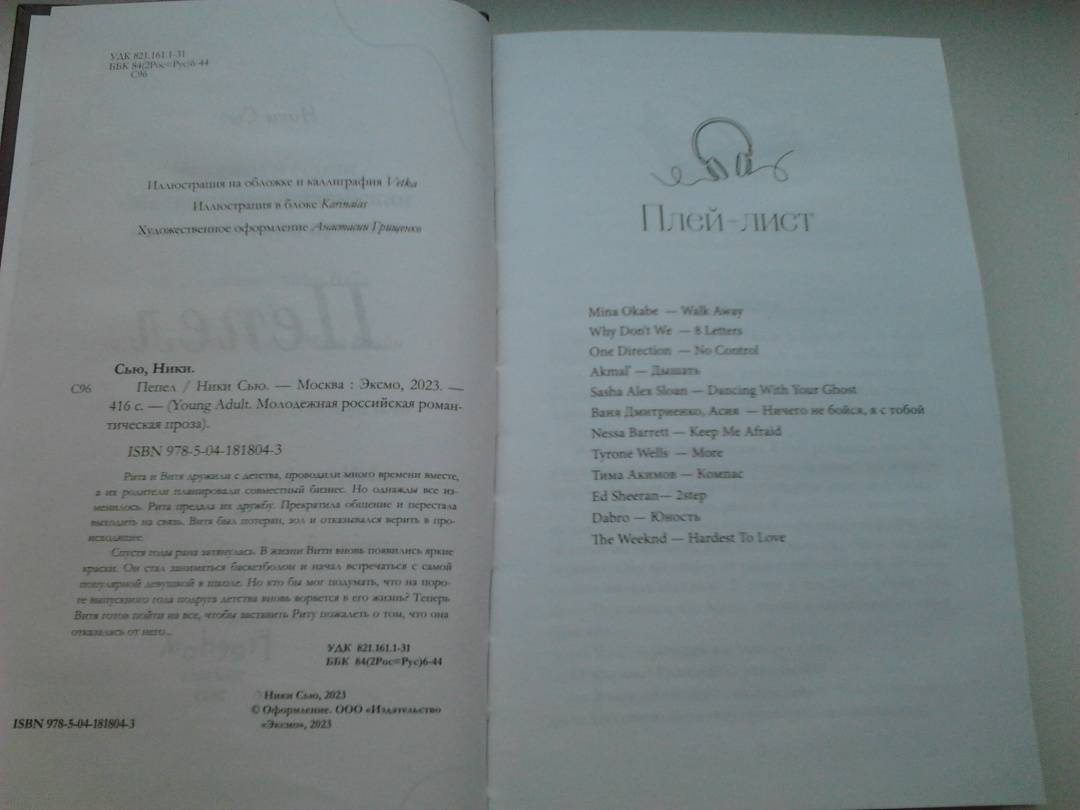 УДК 821.161.1-31
ББК 84(2Рос=Рус)6-44
С96
Иллюстрация на обложке и каллиграфия Vetka
Иллюстрация в блоке Karinaias
Художественное оформление Анастасии Грищенко
Сью, Ники.
С96 Пепел / Ники Сью. — Москва : Эксмо, 2023. —
416 с. — (Young Adult. Молодежная российская роман-
тическая проза).
ISBN 978-5-04-181804-3
Рита и Витя дружили с детства, проводили много времени вместе,
а их родители планировали совместный бизнес. Но однажды все из-
менилось. Рита предала их дружбу. Прекратила общение и перестала
выходить на связь. Витя был потерян, зол и отказывался верить в про-
исходящее.
Спустя годы рана затянулась. В жизни Вити вновь появились яркие
краски. Он стал заниматься баскетболом и начал встречаться с самой
популярной девушкой в школе. Но кто бы мог подумать, что на поро-
ге выпускного года подруга детства вновь ворвется в его жизнь? Теперь
Витя готов пойти на все, чтобы заставить Риту пожалеть о том, что она
отказалась от него...
УДК 821.161.1-31
ББК 84(2Рос=Рус)6-44
Ники Сью, 2023
© Оформление. ООО «Издательство
«Эксмо», 2023
ISBN 978-5-04-181804-3
Плей-лист
Mina Okabe — Walk Away
Why Don't We — 8 Letters
One Direction — No Control
Akmal' — Дышать
Sasha Alex Sloan — Dancing With Your Ghost
Ваня Дмитриенко, Асия — Ничего не бойся, я с тобой
Nessa Barrett — Keep Me Afraid
Tyrone Wells — More
Тима Акимов — Компас
Ed Sheeran— 2step
Dabro — Юность
The Weeknd — Hardest To Love